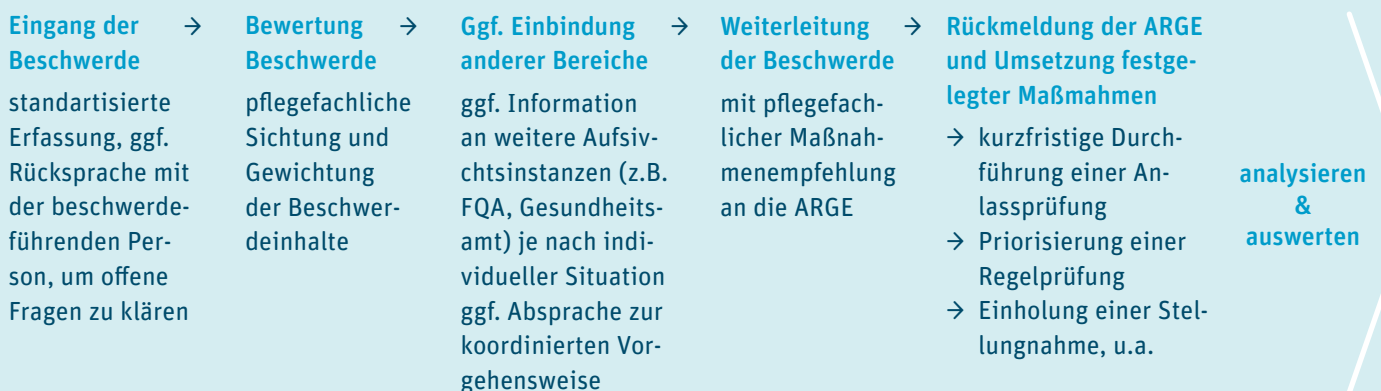 Eingang der →
Beschwerde
standartisierte
Erfassung, ggf.
Rücksprache mit
der beschwerde-
führenden Per-
son, um offene
Fragen zu klären
Bewertung →
Beschwerde
pflegefachliche
Sichtung und
Gewichtung
der Beschwer-
deinhalte
Ggf. Einbindung →
anderer Bereiche
ggf. Information
an weitere Aufsiv-
chtsinstanzen (z.B.
FQA, Gesundheits-
amt) je nach indi-
vidueller Situation
ggf. Absprache zur
koordinierten Vor-
gehensweise
Weiterleitung →
der Beschwerde
mit pflegefach-
licher Maßnah-
menempfehlung
an die ARGE
Rückmeldung der ARGE
und Umsetzung festge-
legter Maßmahmen
→ kurzfristige Durch-
führung einer An-
lassprüfung
→ Priorisierung einer
Regelprüfung
→ Einholung einer Stel-
lungnahme, u.a.
analysieren
&
auswerten